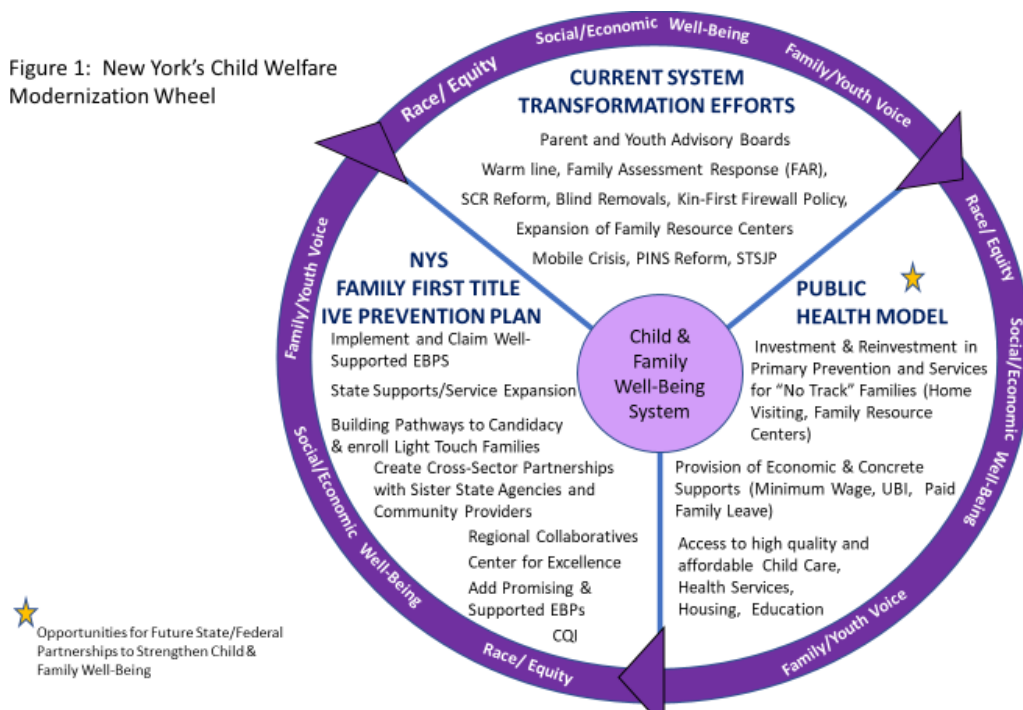 Figure 1: New York's Child Welfare
Modernization Wheel
Race/ Equity
Social/Economic Well-Being
Family/Youth Voice
CURRENT SYSTEM
TRANSFORMATION EFFORTS
Parent and Youth Advisory Boards
Warm line, Family Assessment Response (FAR),
SCR Reform, Blind Removals, Kin-First Firewall Policy,
Expansion of Family Resource Centers
Mobile Crisis, PINS Reform, STSJP
Race/ Equity
Social/Economic Well-Being
Family/Youth Voice
PUBLIC
HEALTH MODEL
Investment & Reinvestment in
Primary Prevention and Services
for "No Track" Families (Home
Visiting, Family Resource
Centers)
Provision of Economic & Concrete
Supports (Minimum Wage, UBI, Paid
Family Leave)
Access to high quality and
affordable Child Care,
Health Services,
Housing, Education
Child &
Family
Well-Being
System
Family/Youth Voice
Social/Economic Well-Being
Race/ Equity
NYS
FAMILY FIRST TITLE
IVE PREVENTION PLAN
Implement and Claim Well-
Supported EBPS
State Supports/Service Expansion
Building Pathways to Candidacy
& enroll Light Touch Families
Create Cross-Sector Partnerships
with Sister State Agencies and
Community Providers
Regional Collaboratives
Center for Excellence
Add Promising &
Supported EBPs
CQI
Opportunities for Future State/Federal
Partnerships to Strengthen Child &
Family Well-Being